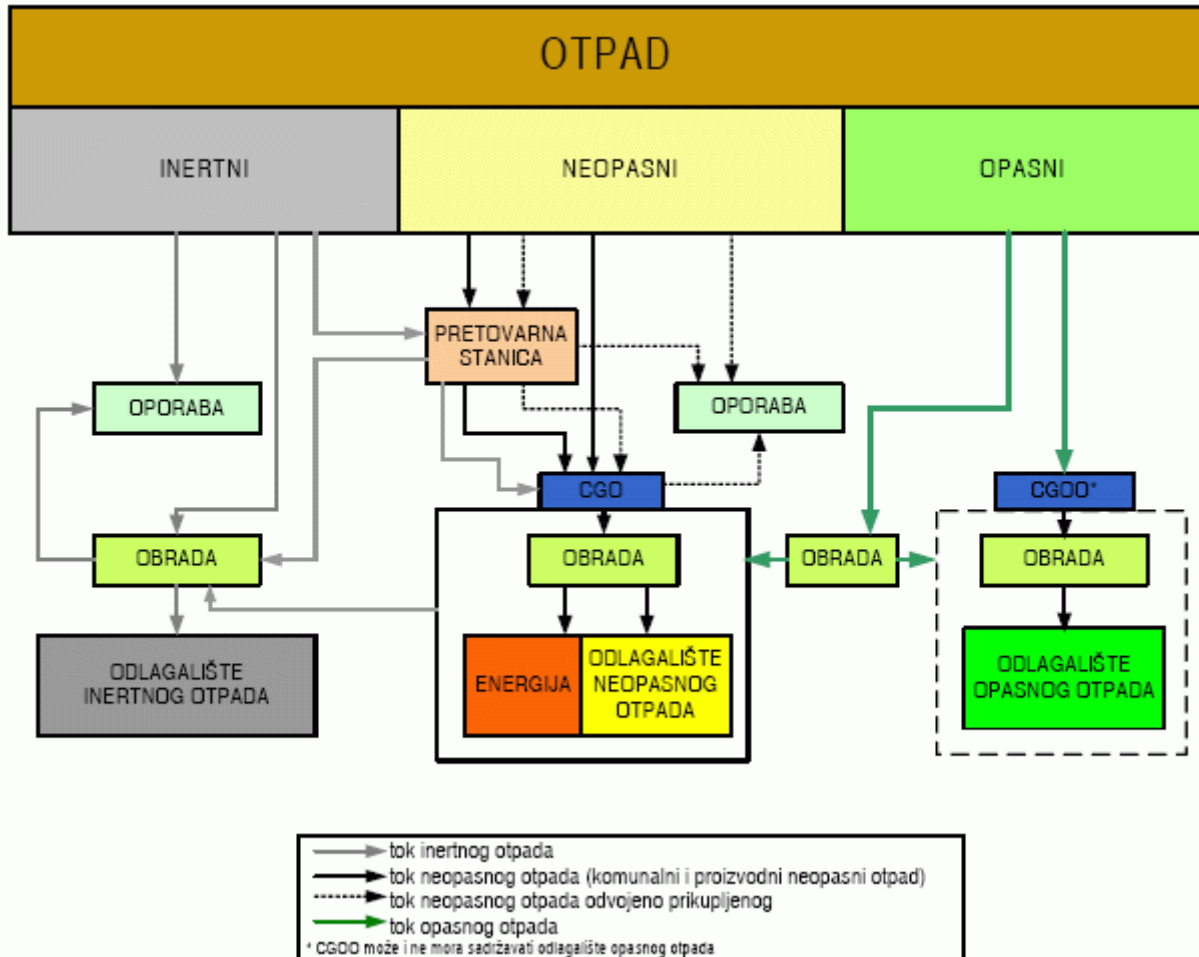 OTPAD
INERTNI
NEOPASNI
OPASNI
PRETOVARNA
STANICA
OPORABA
OPORABA
CGO
CGOO*
OBRADA
OBRADA
OBRADA
OBRADA
ODLAGALIŠTE
INERTNOG OTPADA
ENERGIJA
ODLAGALIŠTE
NEOPASNOG
OTPADA
ODLAGALIŠTE
OPASNOG OTPADA
tok inertnog otpada
tok neopasnog otpada (komunalni i proizvodni neopasni otpad)
tok neopasnog otpada odvojeno prikupljenog
tok opasnog otpada
* CGOO može i ne mora sadržavati odlagalište opasnog otpada